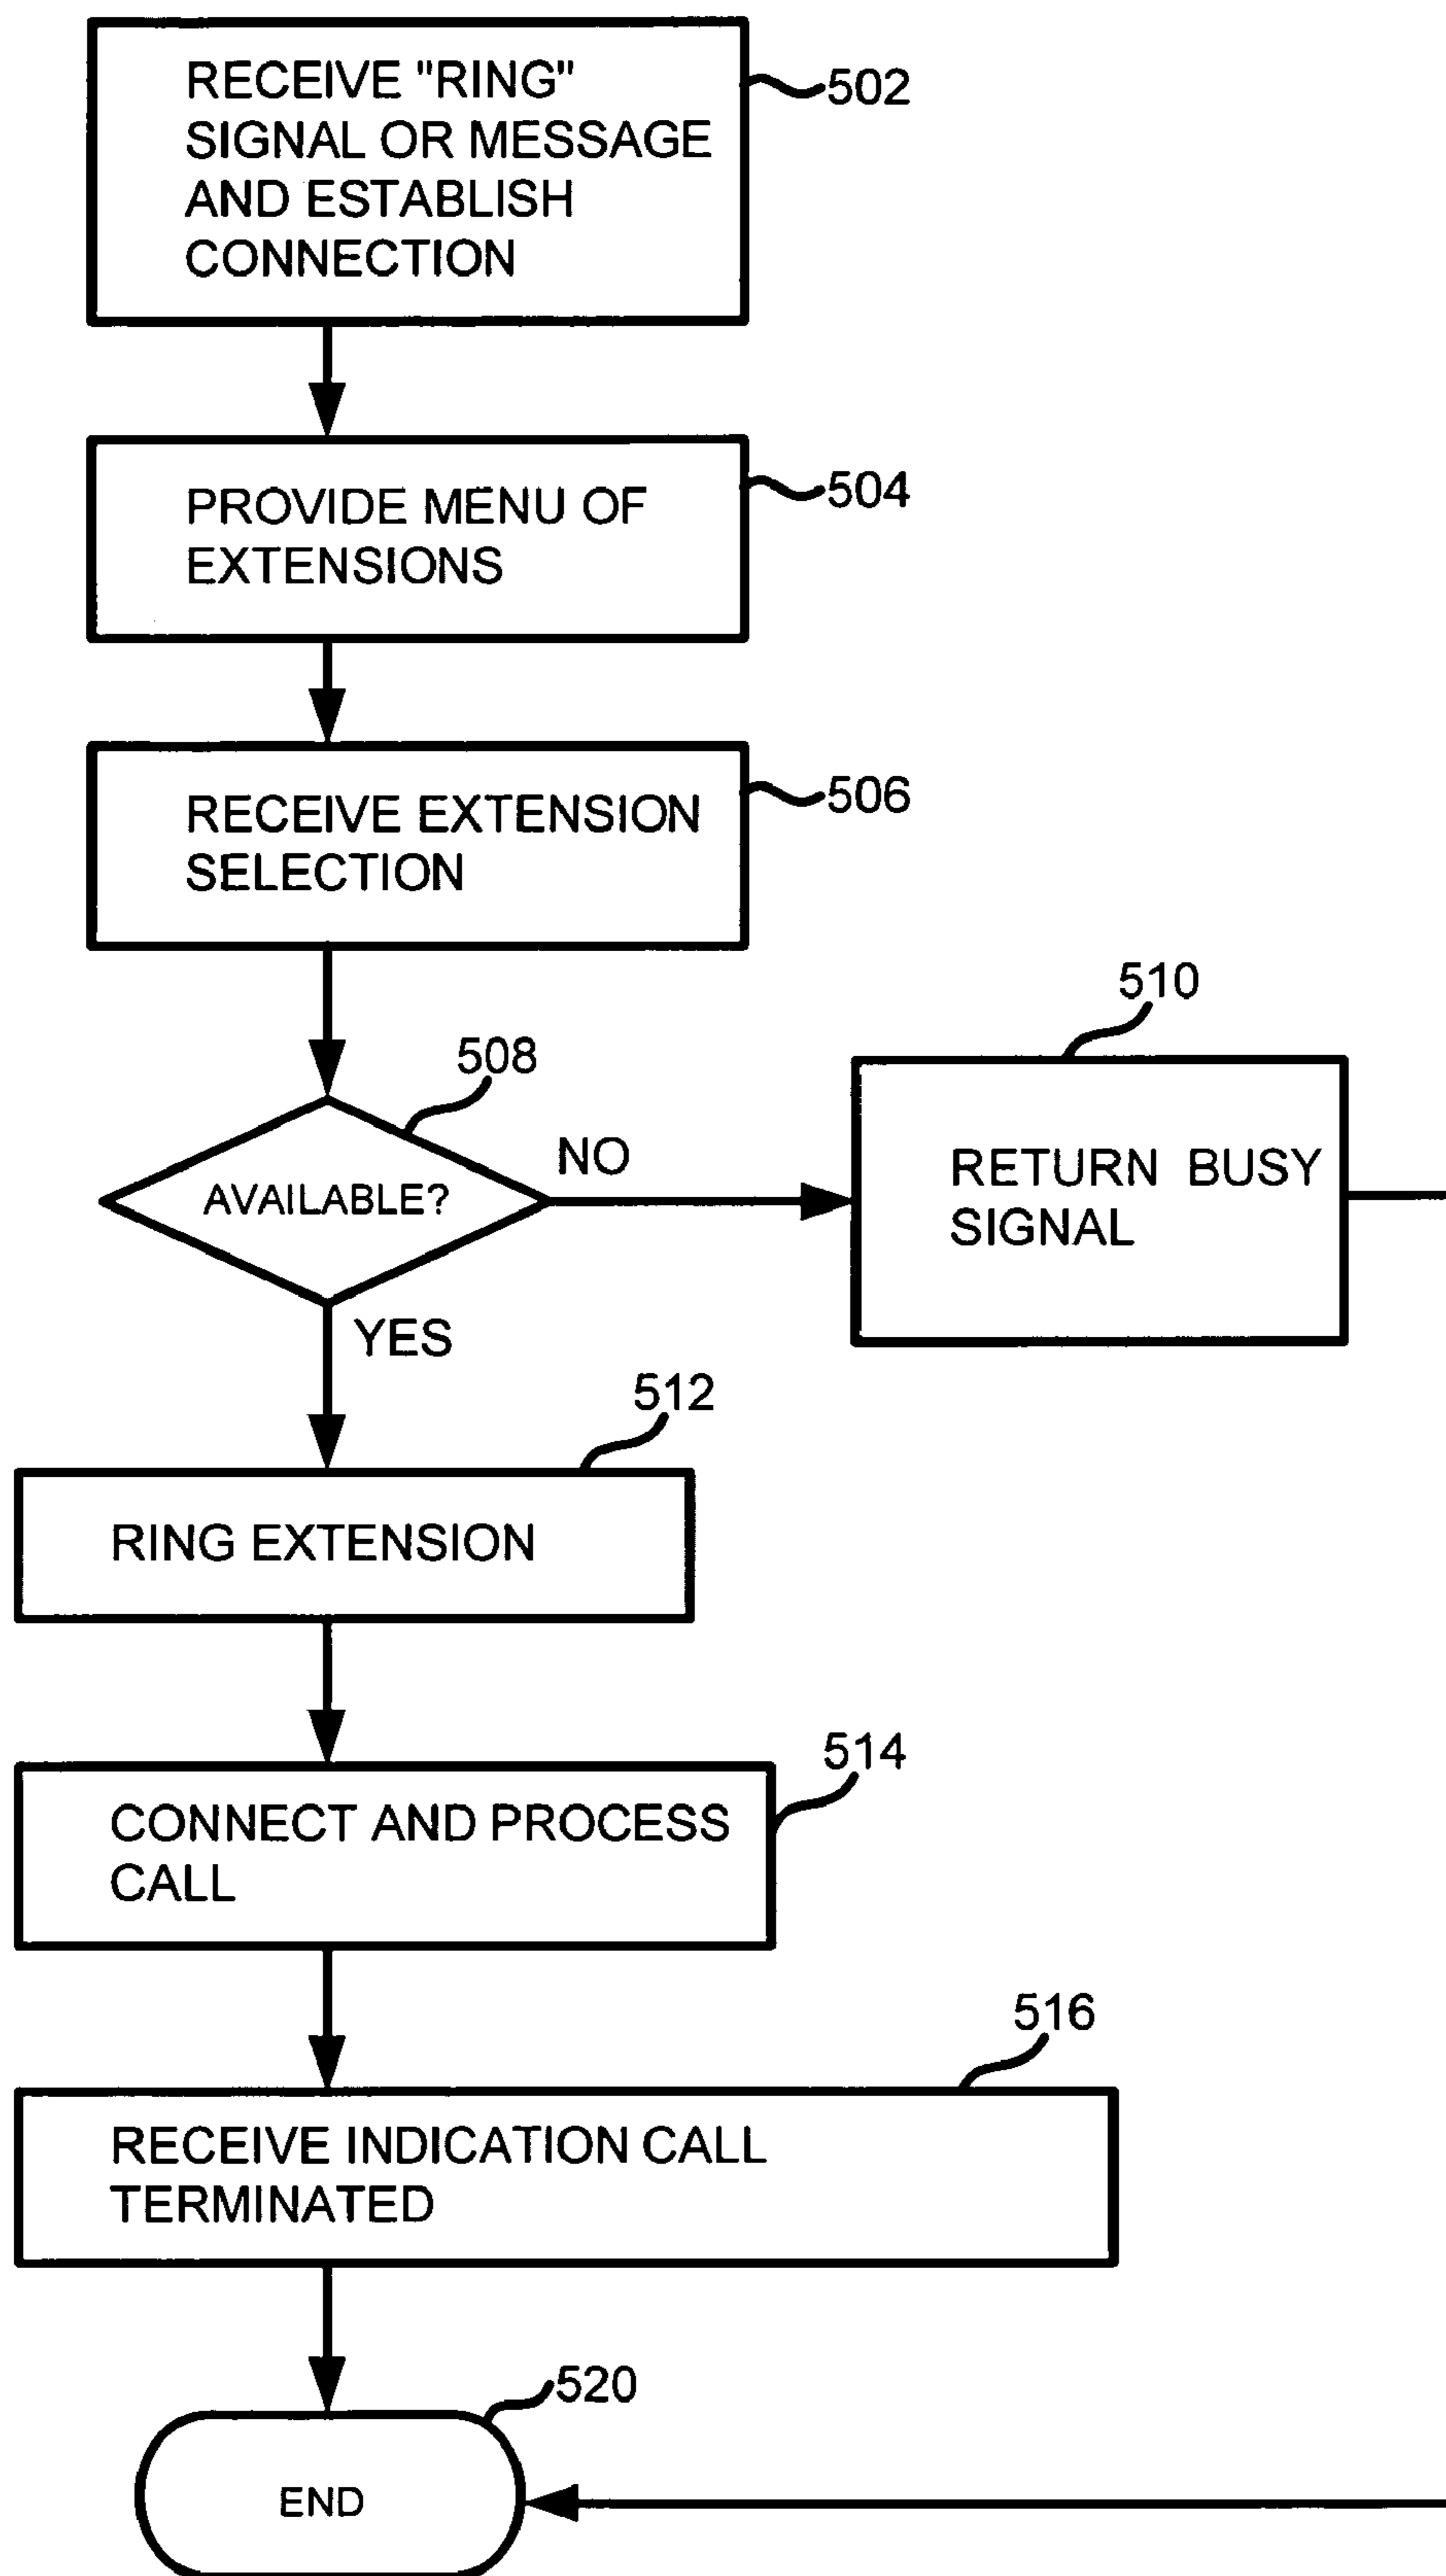 RECEIVE "RING"
SIGNAL OR MESSAGE
AND ESTABLISH
CONNECTION
502
PROVIDE MENU OF
EXTENSIONS
504
RECEIVE EXTENSION
SELECTION
506
508
AVAILABLE?
NO
YES
510
RETURN BUSY
SIGNAL
512
RING EXTENSION
514
CONNECT AND PROCESS
CALL
516
RECEIVE INDICATION CALL
TERMINATED
520
END